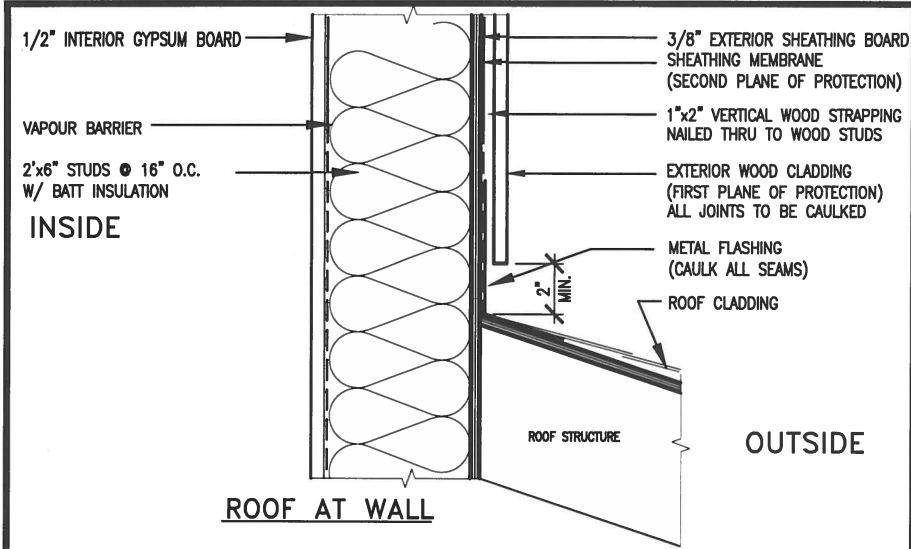 1/2" INTERIOR GYPSUM BOARD
VAPOUR BARRIER
2'x6" STUDS @ 16" O.C.
W/ BATT INSULATION
INSIDE
3/8" EXTERIOR SHEATHING BOARD
SHEATHING MEMBRANE
(SECOND PLANE OF PROTECTION)
1"x2" VERTICAL WOOD STRAPPING
NAILED THRU TO WOOD STUDS
EXTERIOR WOOD CLADDING
(FIRST PLANE OF PROTECTION)
ALL JOINTS TO BE CAULKED
METAL FLASHING
(CAULK ALL SEAMS)
2"
MIN.
ROOF CLADDING
ROOF STRUCTURE
OUTSIDE
ROOF AT WALL